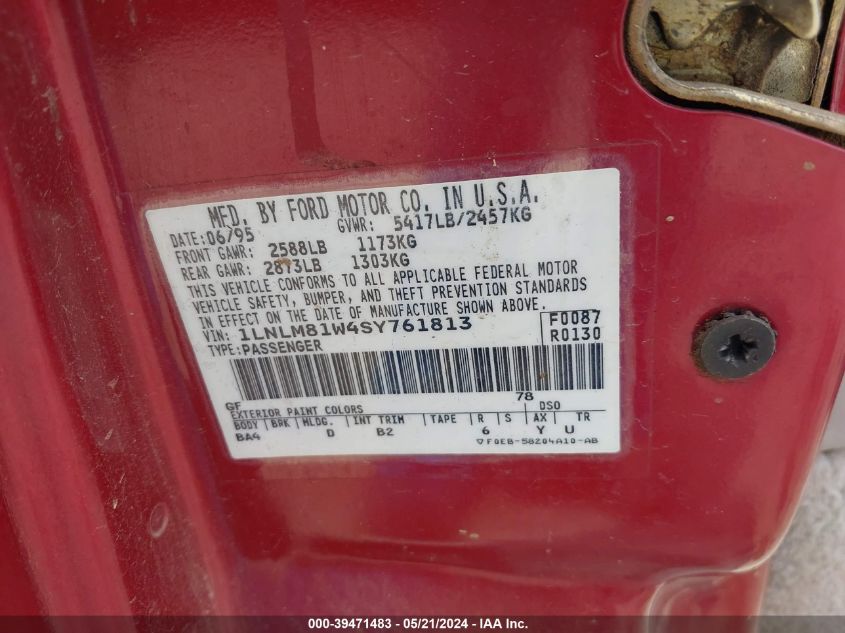 MFD. BY FORD MOTOR CO. IN U.S.A.
DATE: 06/95 GVWR: 5417LB/2457KG
FRONT GAWR: 2588LB 1173KG
REAR GAWR: 2873LB 1303KG
THIS VEHICLE CONFORMS TO ALL APPLICABLE FEDERAL MOTOR
VEHICLE SAFETY, BUMPER, AND THEFT PREVENTION STANDARDS
IN EFFECT ON THE DATE OF MANUFACTURE SHOWN ABOVE.
VIN: 1LNLM81W4SY761813 F0087
TYPE: PASSENGER R0130
GF 78
EXTERIOR PAINT COLORS DSO
BODY BRK MLDG. INT TRIM TAPE R S AX TR
BA4 D B2 6 Y U
▽F0EB-58204A10-AB
000-39471483 - 05/21/2024 - IAAI Inc.